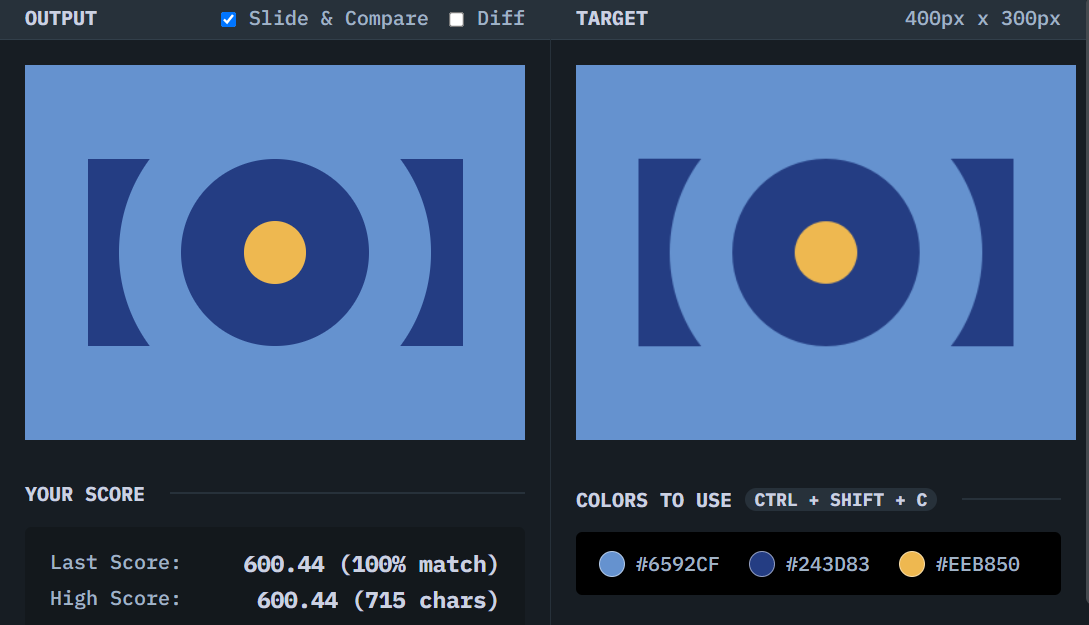 OUTPUT Slide & Compare Diff
TARGET 400px x 300px
YOUR SCORE
Last Score: 600.44 (100% match)
High Score: 600.44 (715 chars)
COLORS TO USE CTRL + SHIFT + C
#6592CF #243D83 #EEB850